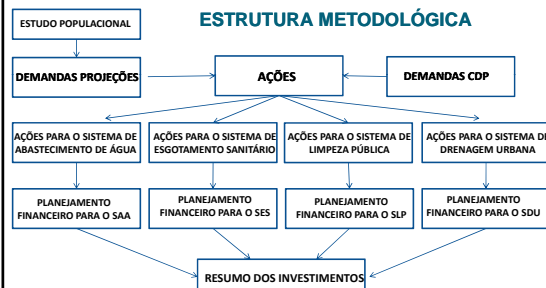 ESTRUTURA METODOLÓGICA
ESTUDO POPULACIONAL
DEMANDAS PROJEÇÕES
AÇÕES
DEMANDAS CDP
AÇÕES PARA O SISTEMA DE
ABASTECIMENTO DE ÁGUA
AÇÕES PARA O SISTEMA DE
ESGOTAMENTO SANITÁRIO
AÇÕES PARA O SISTEMA DE
LIMPEZA PÚBLICA
AÇÕES PARA O SISTEMA DE
DRENAGEM URBANA
PLANEJAMENTO
FINANCEIRO PARA O SAA
PLANEJAMENTO
FINANCEIRO PARA O SES
PLANEJAMENTO
FINANCEIRO PARA O SLP
PLANEJAMENTO
FINANCEIRO PARA O SDU
RESUMO DOS INVESTIMENTOS